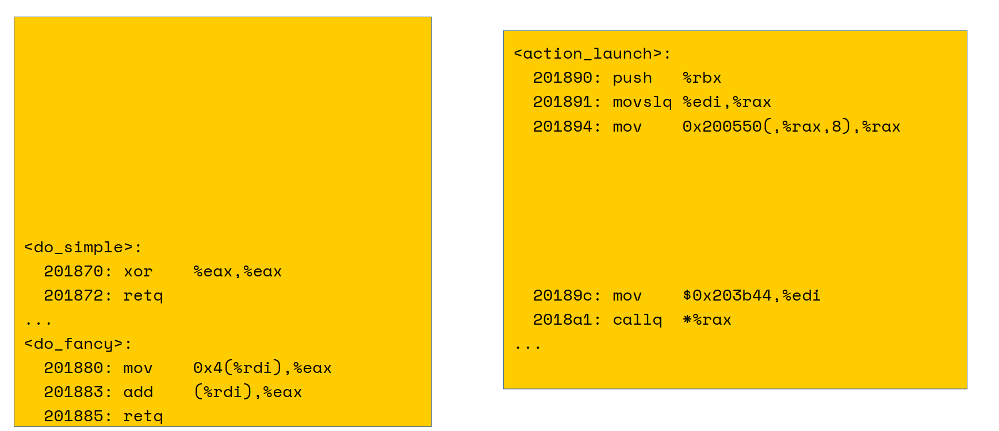 <do_simple>:
201870: xor %eax,%eax
201872: retq
...
<do_fancy>:
201880: mov 0x4(%rdi),%eax
201883: add (%rdi),%eax
201885: retq
<action_launch>:
201890: push %rbx
201891: movslq %edi,%rax
201894: mov 0x200550(,%rax,8),%rax
20189c: mov $0x203b44,%edi
2018a1: callq *%rax
...